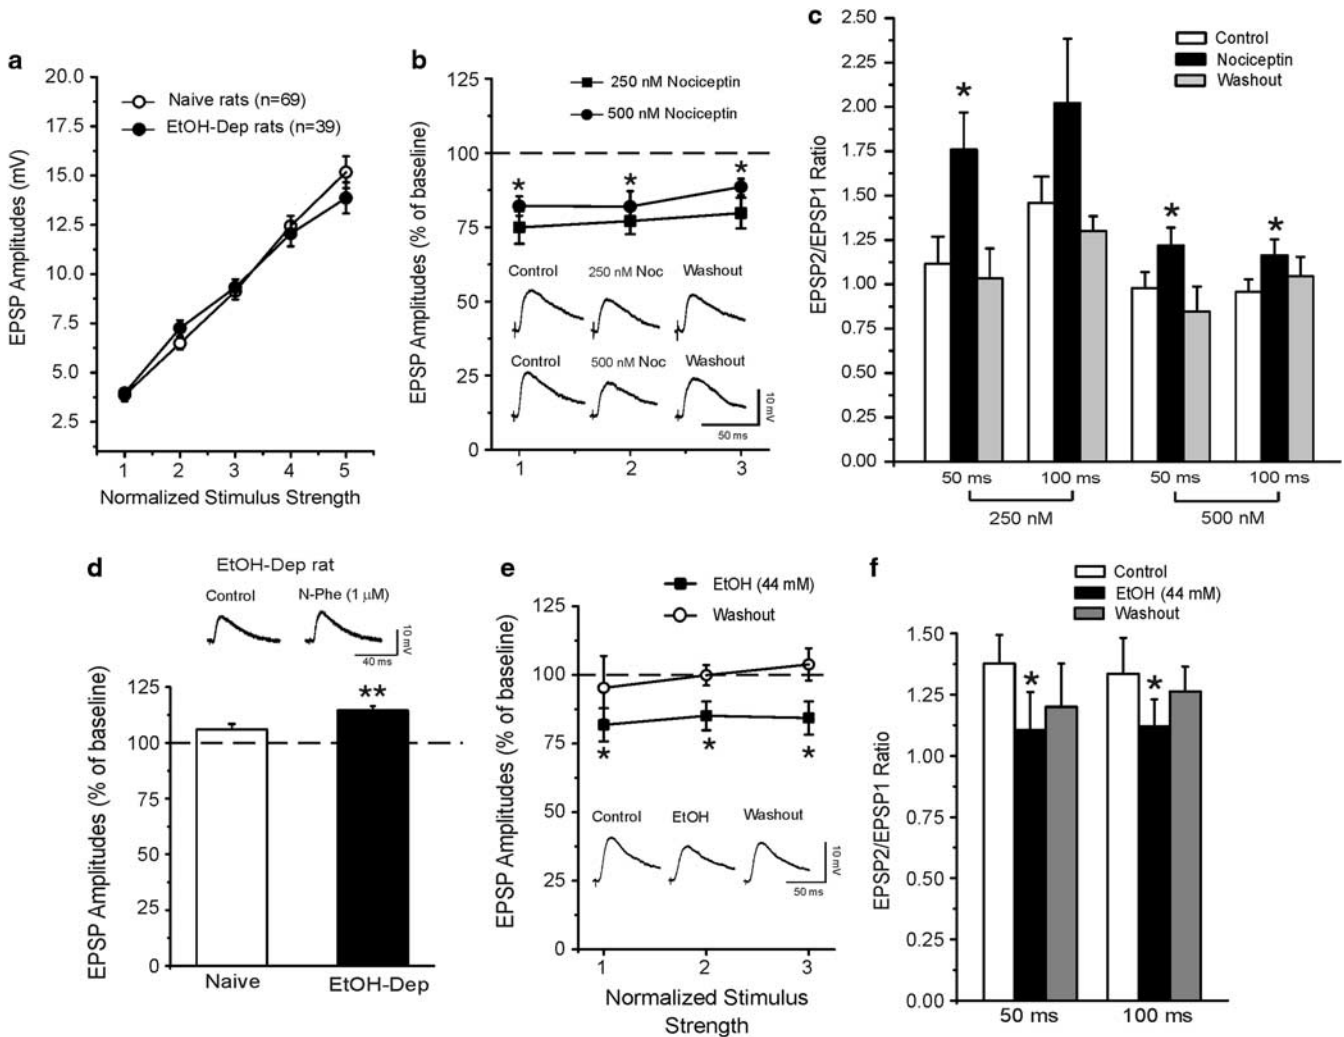 a
20.0
17.5
15.0
12.5
10.0
7.5
5.0
2.5
EPSP Amplitudes (mV)
Naive rats (n=69)
EtOH-Dep rats (n=39)
1 2 3 4 5
Normalized Stimulus Strength
b
125
100
75
50
25
0
EPSP Amplitudes (% of baseline)
250 nM Nociceptin
500 nM Nociceptin
* * *
Control 250 nM Noc Washout
Control 500 nM Noc Washout
10 mV
50 ms
1 2 3
c
2.50
2.25
2.00
1.75
1.50
1.25
1.00
0.75
0.50
0.25
0.00
EPSP2/EPSP1 Ratio
Control
Nociceptin
Washout
* * *
50 ms 100 ms 50 ms 100 ms
250 nM 500 nM
d
EtOH-Dep rat
Control N-Phe (1 µM)
10 mV
40 ms
125
100
75
50
25
0
EPSP Amplitudes (% of baseline)
**
Naive EtOH-Dep
e
EtOH (44 mM)
Washout
125
100
75
50
25
0
EPSP Amplitudes (% of baseline)
* * *
Control EtOH Washout
10 mV
50 ms
1 2 3
Normalized Stimulus
Strength
f
Control
EtOH (44 mM)
Washout
1.50
1.25
1.00
0.75
0.50
0.25
0.00
EPSP2/EPSP1 Ratio
* *
50 ms 100 ms